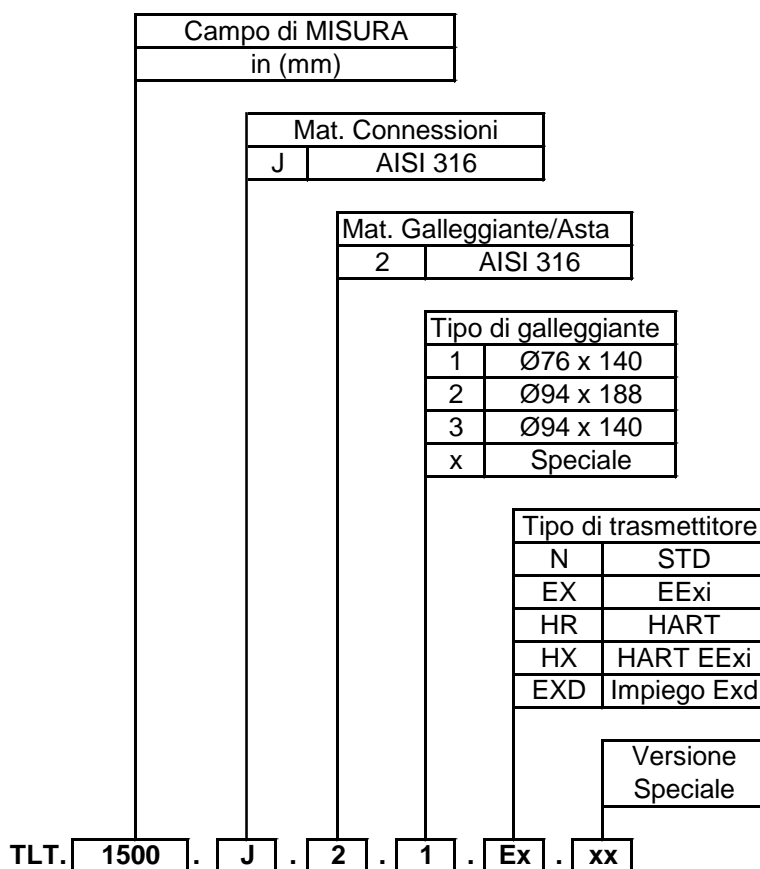 Campo di MISURA
in (mm)
Mat. Connessioni
J AISI 316
Mat. Galleggiante/Asta
2 AISI 316
Tipo di galleggiante
1 Ø76 x 140
2 Ø94 x 188
3 Ø94 x 140
x Speciale
Tipo di trasmettitore
N STD
EX EExi
HR HART
HX HART EExi
EXD Impiego Exd
Versione
Speciale
TLT. 1500 . J . 2 . 1 . Ex . xx